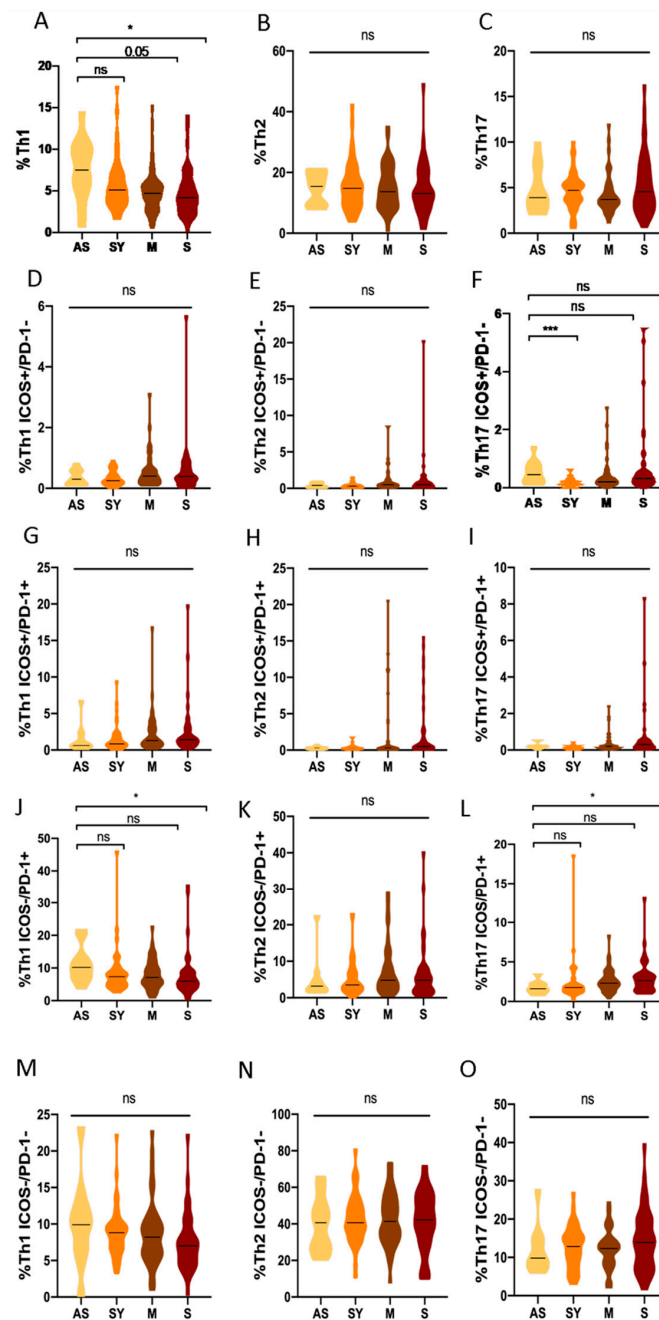 A
*
0.05
ns
%Th1
20
15
10
5
0
AS SY M S
B
ns
%Th2
60
40
20
0
AS SY M S
C
ns
%Th17
20
15
10
5
0
AS SY M S
D
ns
%Th1 ICOS+/PD-1-
6
4
2
0
AS SY M S
E
ns
%Th2 ICOS+/PD-1-
25
20
15
10
5
0
AS SY M S
F
ns
ns
***
%Th17 ICOS+/PD-1-
6
4
2
0
AS SY M S
G
ns
%Th1 ICOS+/PD-1+
25
20
15
10
5
0
AS SY M S
H
ns
%Th2 ICOS+/PD-1+
25
20
15
10
5
0
AS SY M S
I
ns
%Th17 ICOS+/PD-1+
10
8
6
4
2
0
AS SY M S
J
*
ns
ns
%Th1 ICOS-/PD-1+
50
40
30
20
10
0
AS SY M S
K
ns
%Th2 ICOS-/PD-1+
50
40
30
20
10
0
AS SY M S
L
*
ns
ns
%Th17 ICOS/PD-1+
20
15
10
5
0
AS SY M S
M
ns
%Th1 ICOS-/PD-1-
25
20
15
10
5
0
AS SY M S
N
ns
%Th2 ICOS-/PD-1-
100
80
60
40
20
0
AS SY M S
O
ns
%Th17 ICOS-/PD-1-
50
40
30
20
10
0
AS SY M S